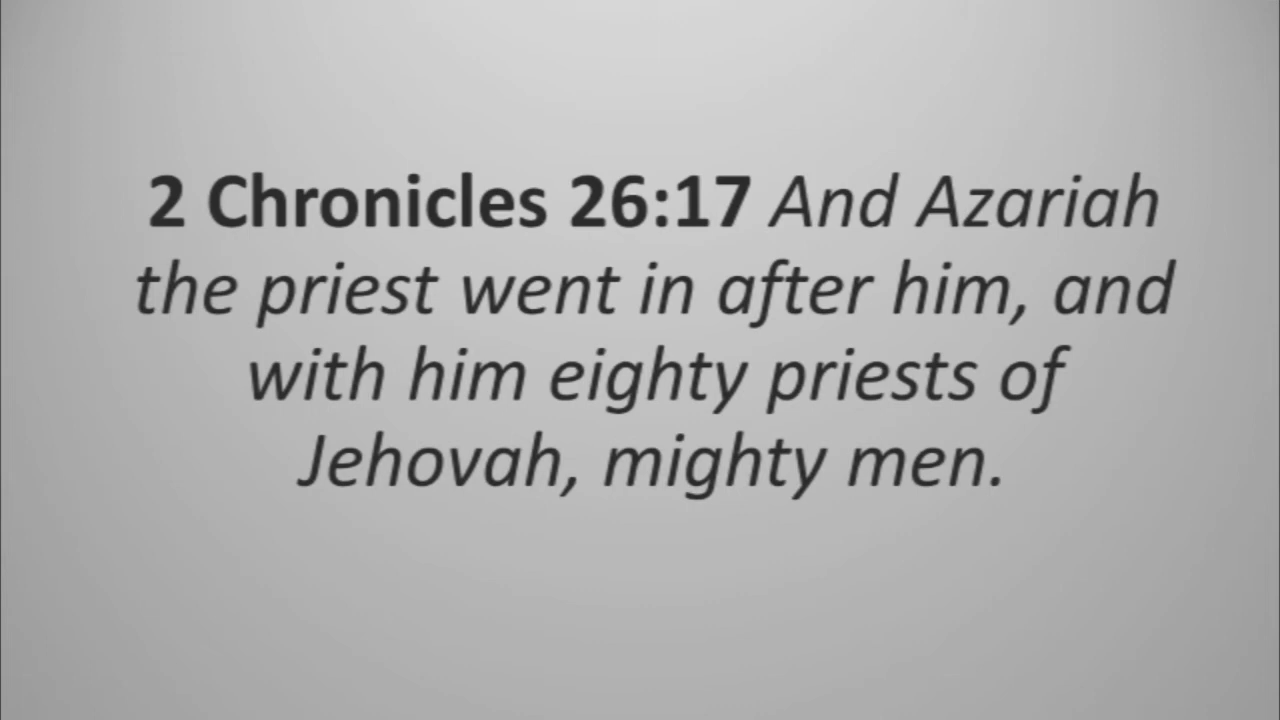 2 Chronicles 26:17 And Azariah
the priest went in after him, and
with him eighty priests of
Jehovah, mighty men.